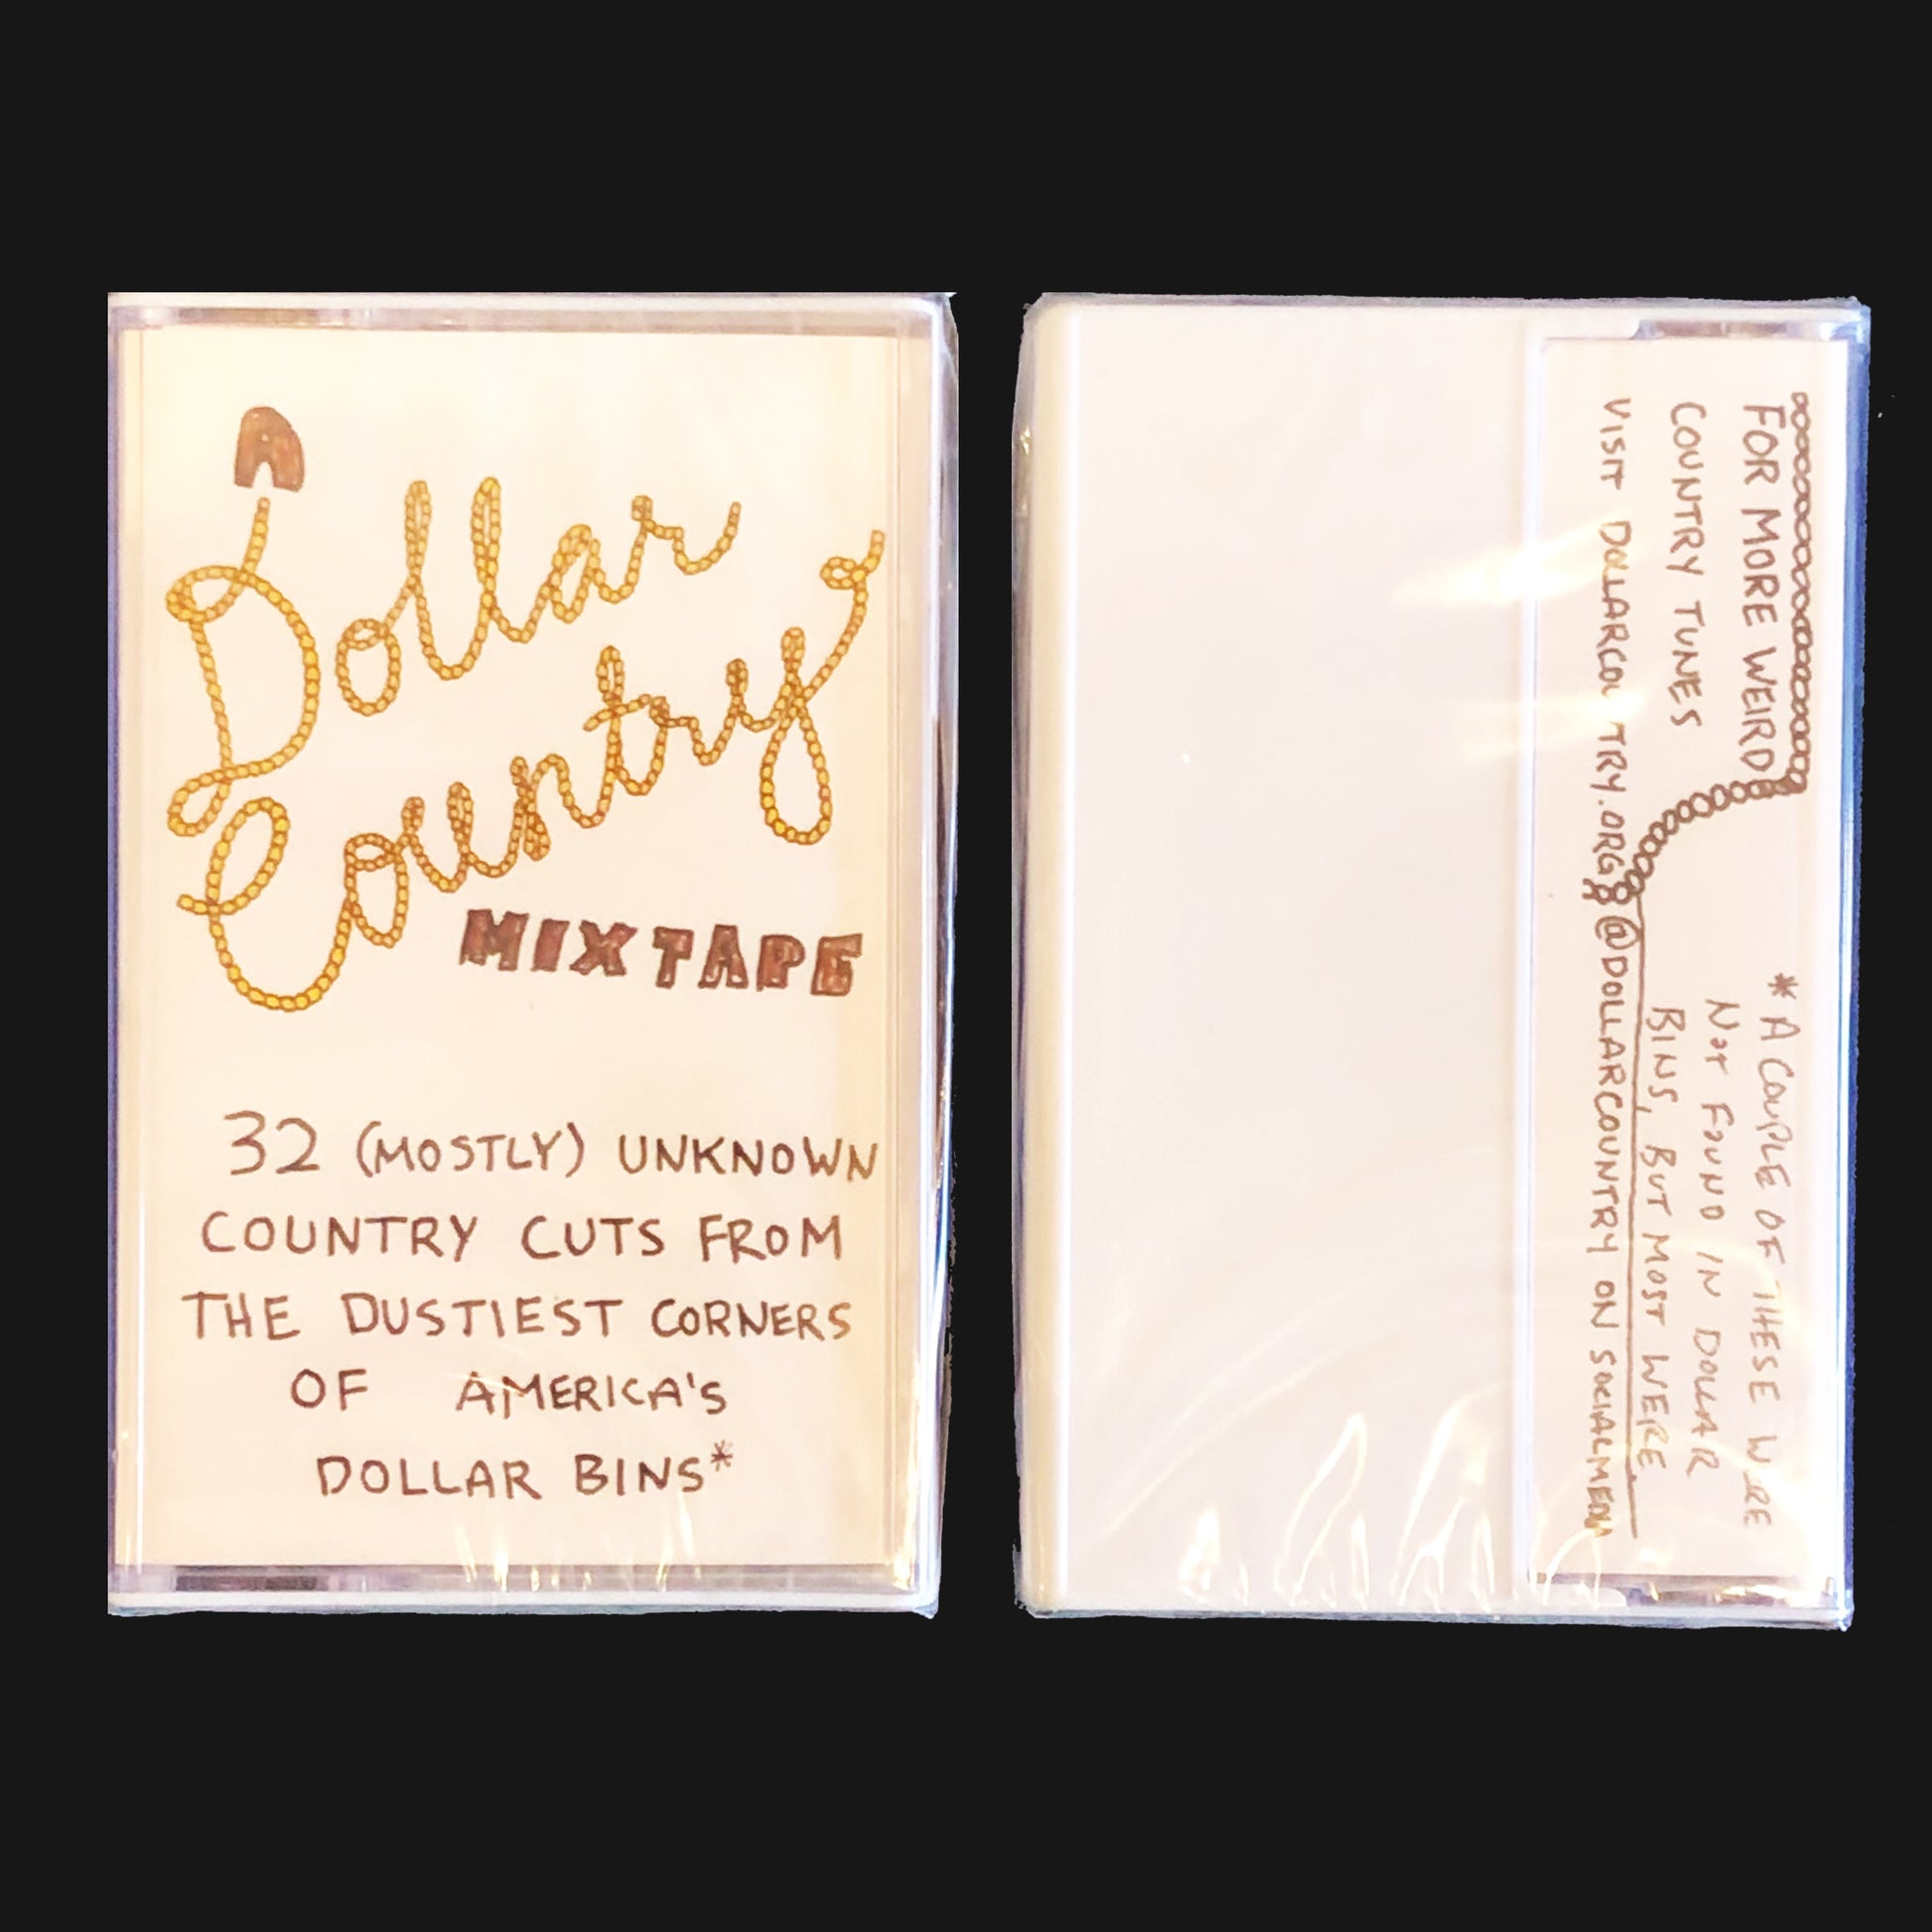 A
Dollar
Country
MIXTAPE
32 (MOSTLY) UNKNOWN
COUNTRY CUTS FROM
THE DUSTIEST CORNERS
OF AMERICA'S
DOLLAR BINS*
FOR MORE WEIRD
COUNTRY TUNES
VISIT DOLLARCOUNTRY.ORG
@DOLLARCOUNTRY ON SOCIALMEDIA
*A COUPLE OF THESE WERE
NOT FOUND IN DOLLAR
BINS, BUT MOST WERE